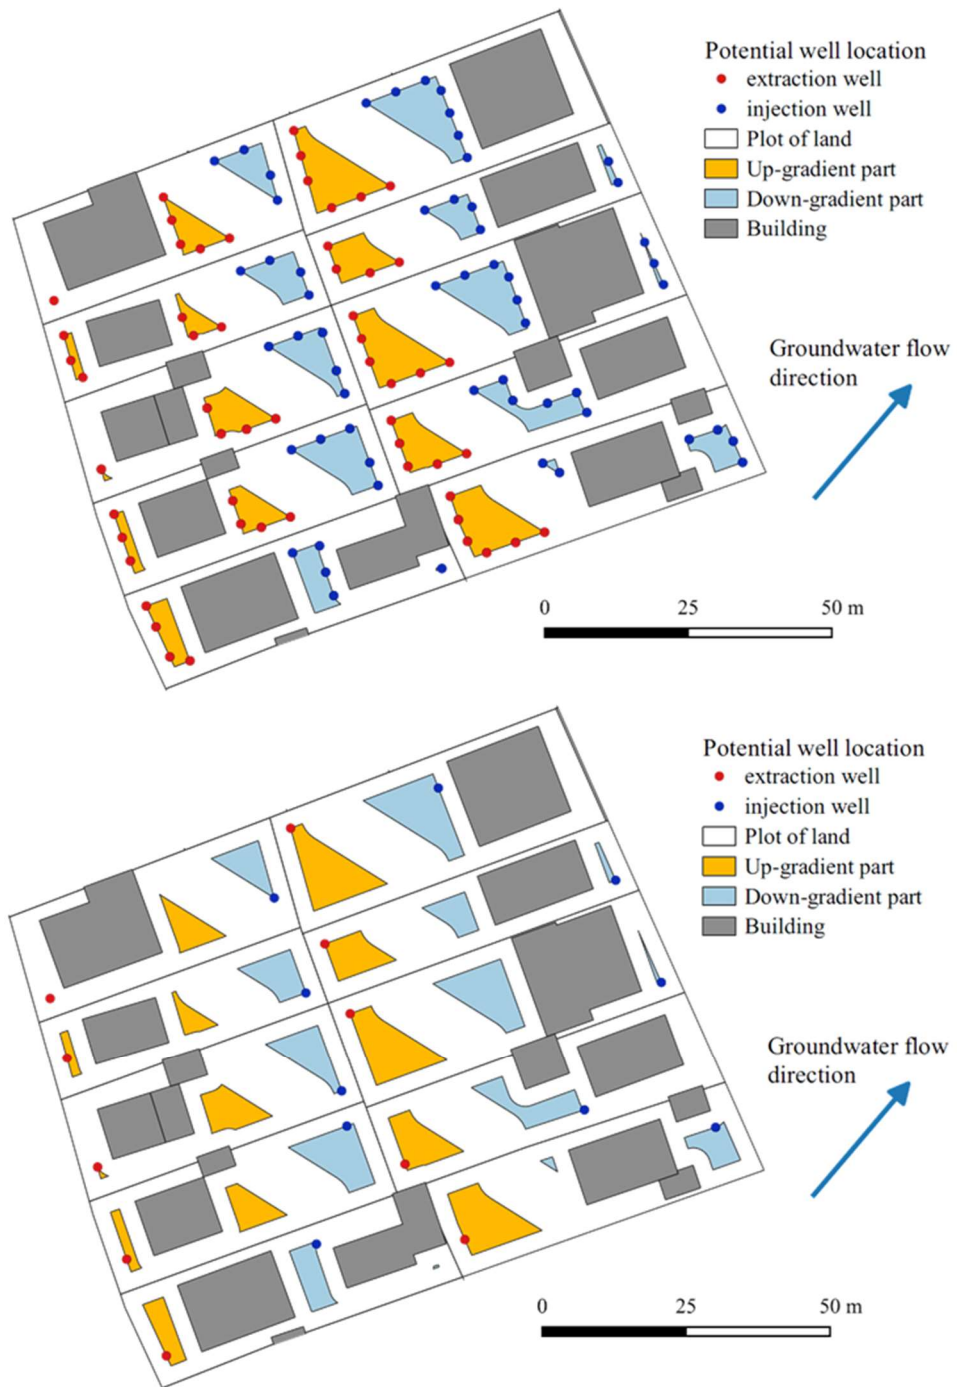 Potential well location
extraction well
injection well
Plot of land
Up-gradient part
Down-gradient part
Building
Groundwater flow
direction
0 25 50 m
Potential well location
extraction well
injection well
Plot of land
Up-gradient part
Down-gradient part
Building
Groundwater flow
direction
0 25 50 m